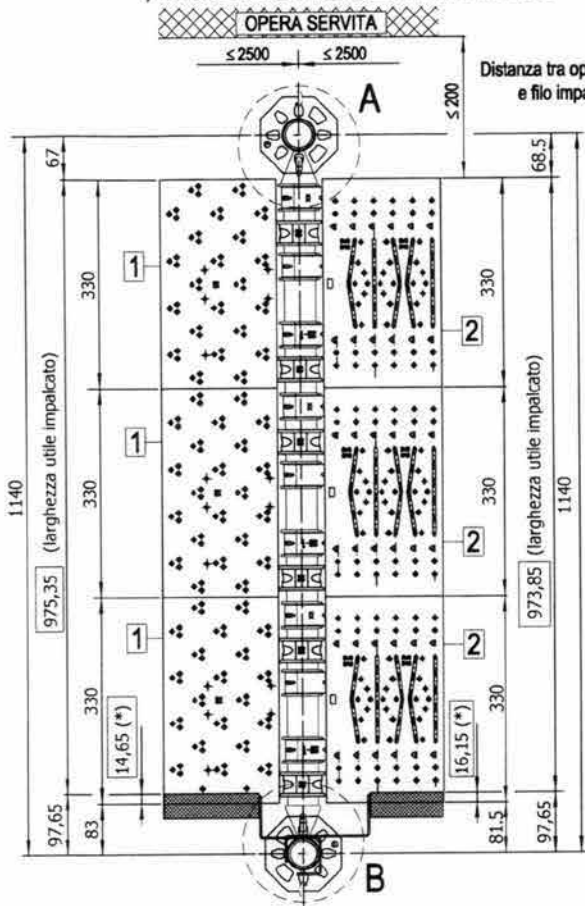 OPERA SERVITA
≤ 2500 ≤ 2500
Distanza tra op
e filo impa
≤ 200
A
67
68.5
330
1
330
2
1140
975,35 (larghezza utile impalcato)
330
1
330
2
973,85 (larghezza utile impalcato)
1140
330
1
330
2
14,65 (*)
16,15 (*)
97,65
83
81.5
97,65
B